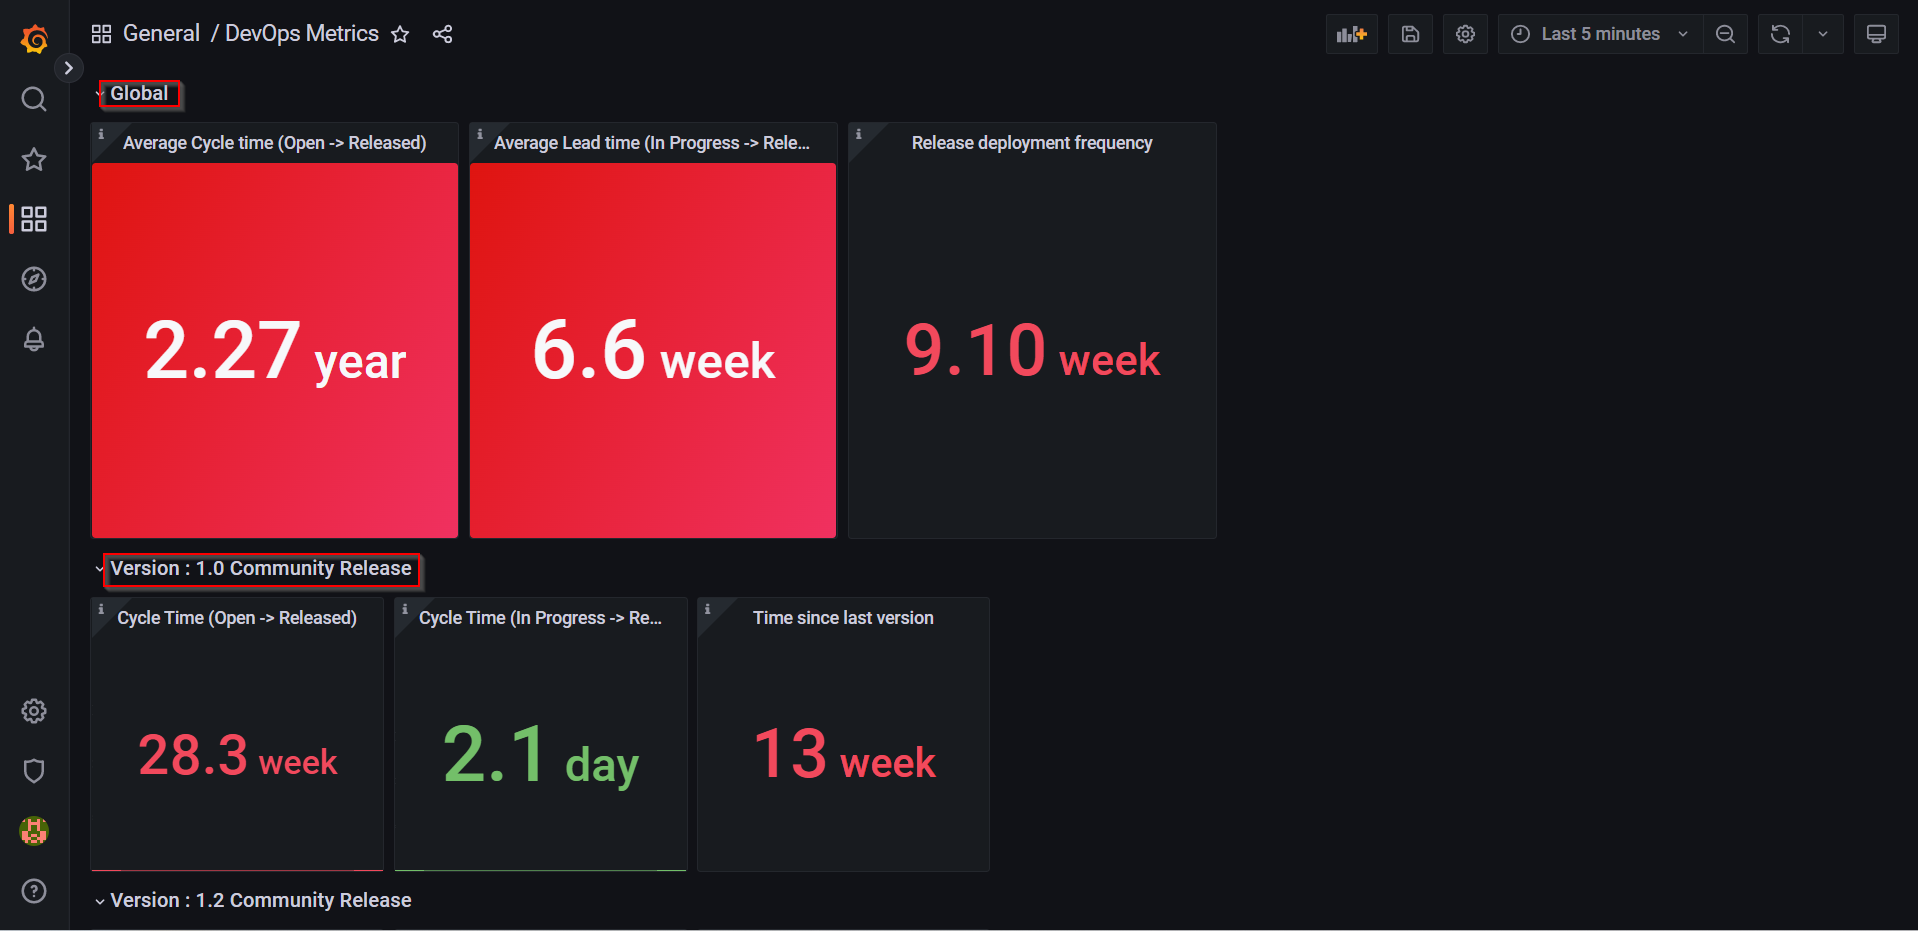 General / DevOps Metrics
Last 5 minutes
Global
Average Cycle time (Open -> Released)
Average Lead time (In Progress -> Rele...
Release deployment frequency
2.27 year
6.6 week
9.10 week
Version : 1.0 Community Release
Cycle Time (Open -> Released)
Cycle Time (In Progress -> Re...
Time since last version
28.3 week
2.1 day
13 week
Version : 1.2 Community Release